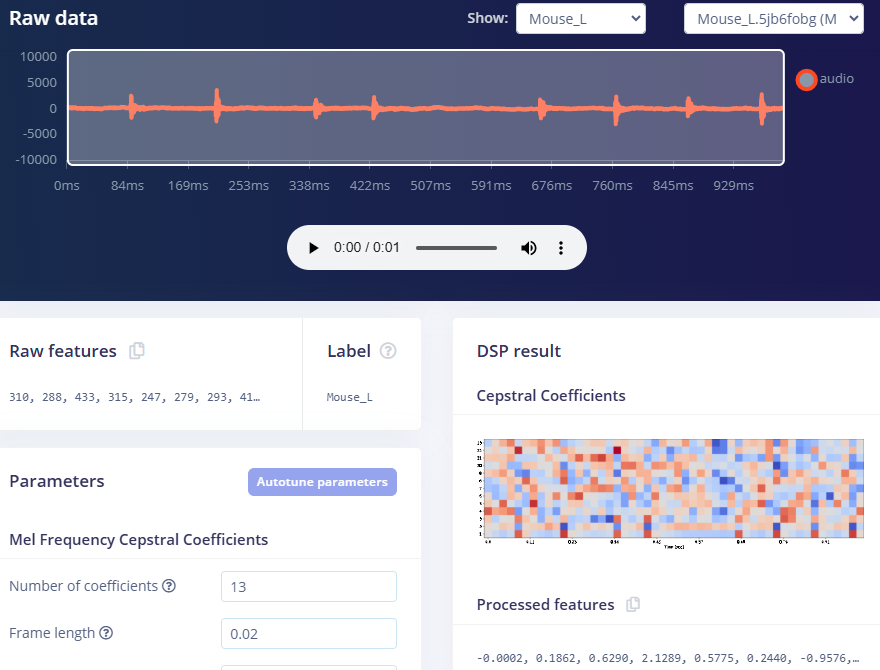 Raw data
Show: Mouse_L Mouse_L.5jb6fobg (M
10000
5000
0
-5000
-10000
audio
0ms 84ms 169ms 253ms 338ms 422ms 507ms 591ms 676ms 760ms 845ms 929ms
0:00 / 0:01
Raw features
Label
310, 288, 433, 315, 247, 279, 293, 41…
Mouse_L
Parameters
Autotune parameters
Mel Frequency Cepstral Coefficients
Number of coefficients 13
Frame length 0.02
DSP result
Cepstral Coefficients
Time [sec]
Processed features
-0.0002, 0.1862, 0.6290, 2.1289, 0.5775, 0.2440, -0.9576,…